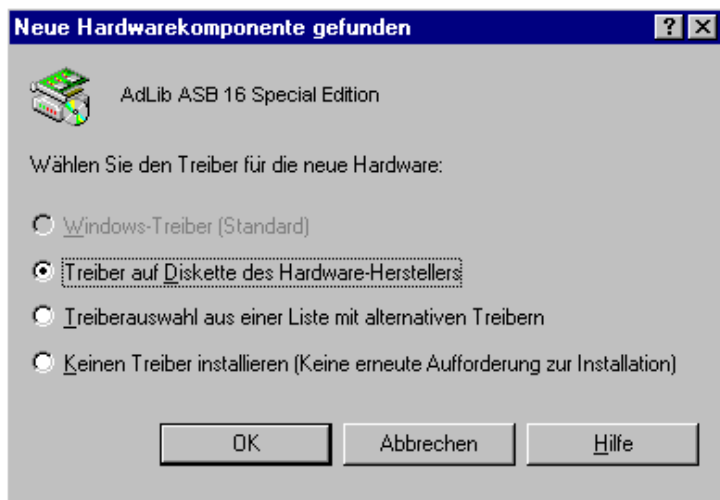 Neue Hardwarekomponente gefunden
AdLib ASB 16 Special Edition
Wählen Sie den Treiber für die neue Hardware:
Windows-Treiber (Standard)
Treiber auf Diskette des Hardware-Herstellers
Treiberauswahl aus einer Liste mit alternativen Treibern
Keinen Treiber installieren (Keine erneute Aufforderung zur Installation)
OK Abbrechen Hilfe